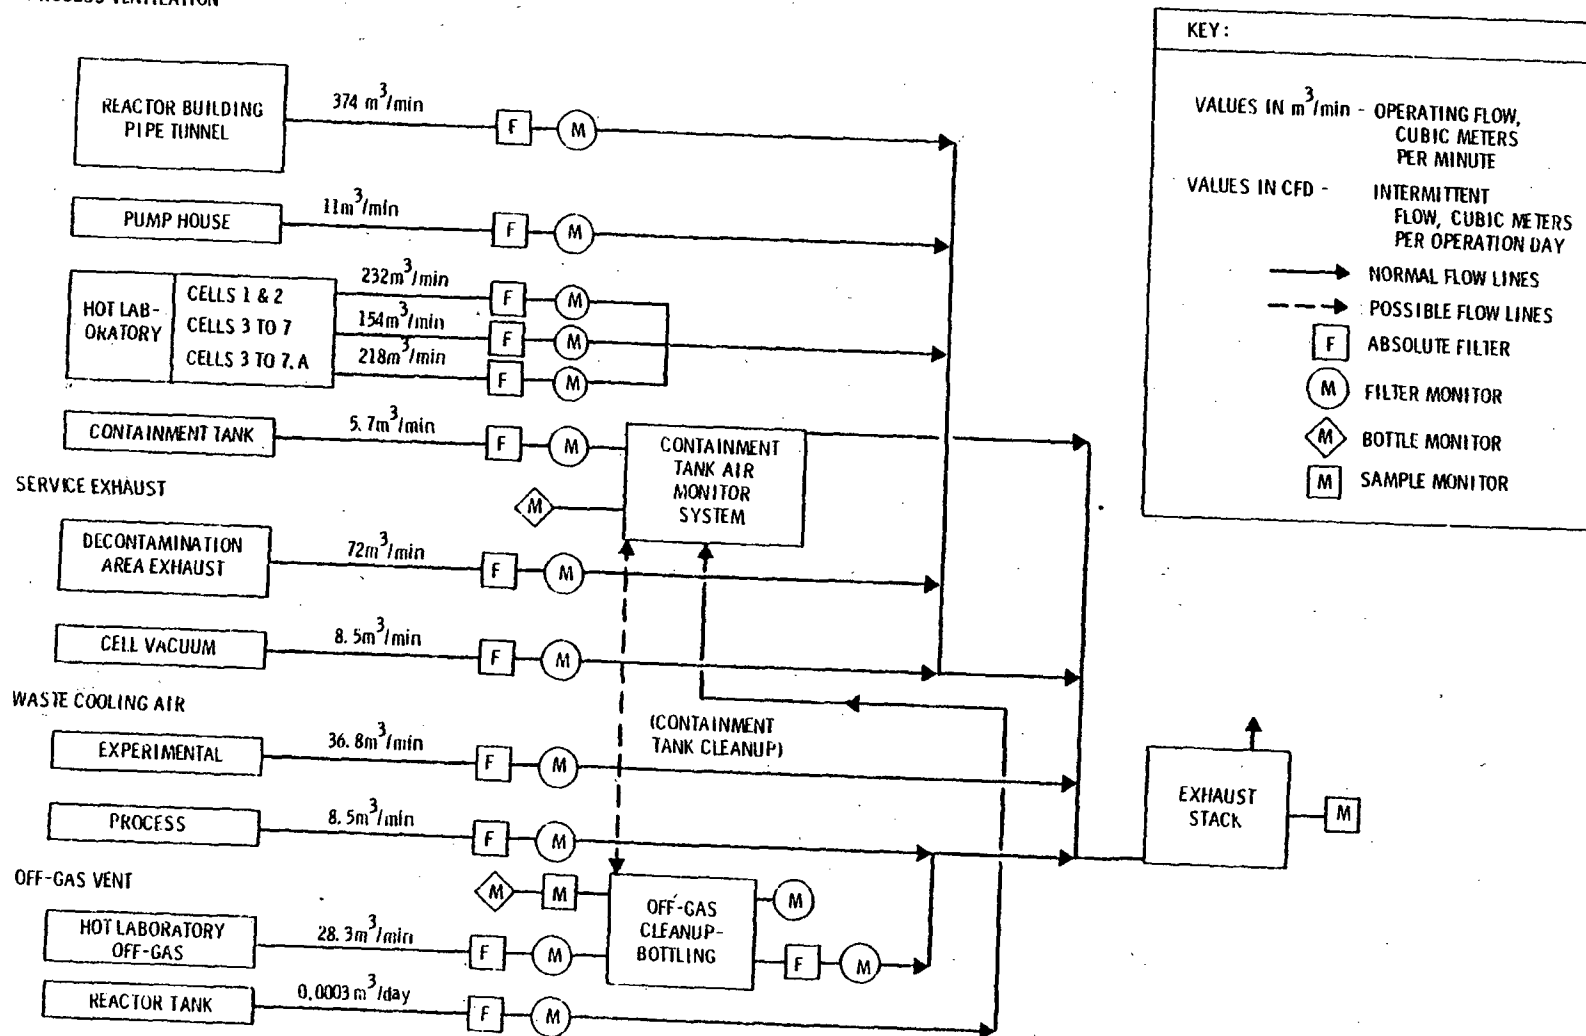 VENTILATION
REACTOR BUILDING
PIPE TUNNEL
374 m³/min
F
M
PUMP HOUSE
11m³/min
F
M
HOT LAB-
ORATORY
CELLS 1 & 2
CELLS 3 TO 7
CELLS 3 TO 7.A
232m³/min
F
M
154m³/min
F
M
218m³/min
F
M
CONTAINMENT TANK
5.7m³/min
F
M
CONTAINMENT
TANK AIR
MONITOR
SYSTEM
M
SERVICE EXHAUST
DECONTAMINATION
AREA EXHAUST
72m³/min
F
M
CELL VACUUM
8.5m³/min
F
M
WASTE COOLING AIR
(CONTAINMENT
TANK CLEANUP)
EXPERIMENTAL
36.8m³/min
F
M
PROCESS
8.5m³/min
F
M
EXHAUST
STACK
M
OFF-GAS VENT
M
M
OFF-GAS
CLEANUP-
BOTTLING
M
F
M
HOT LABORATORY
OFF-GAS
28.3m³/min
F
M
REACTOR TANK
0.0003 m³/day
F
M
KEY:
VALUES IN m³/min - OPERATING FLOW,
CUBIC METERS
PER MINUTE
VALUES IN CFD - INTERMITTENT
FLOW, CUBIC METERS
PER OPERATION DAY
NORMAL FLOW LINES
POSSIBLE FLOW LINES
F ABSOLUTE FILTER
M FILTER MONITOR
M BOTTLE MONITOR
M SAMPLE MONITOR